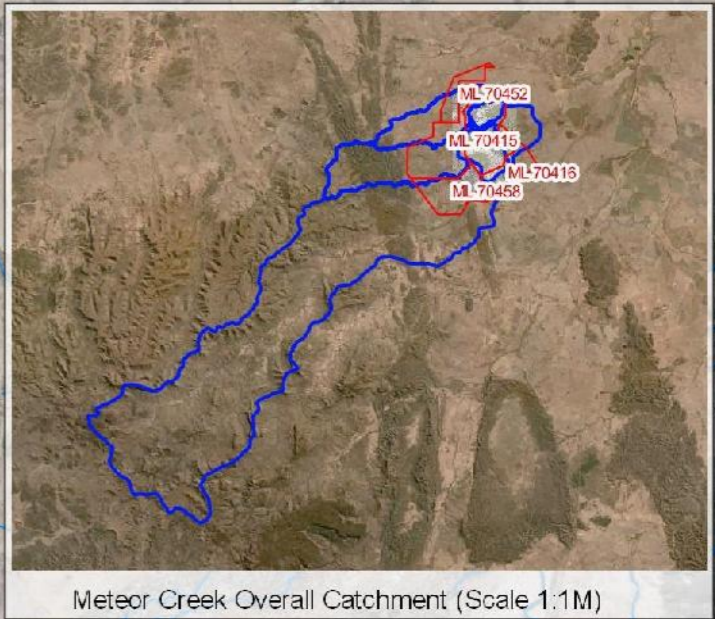 ML 70452
ML 70415
ML 70416
ML 70458
Meteor Creek Overall Catchment (Scale 1:1M)